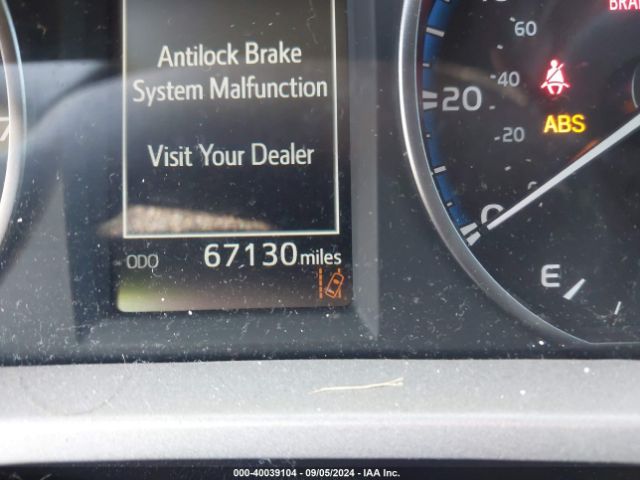 Antilock Brake
System Malfunction
Visit Your Dealer
ODO 67130 miles
60
40
20
20
ABS
0
E
000-40039104 - 09/05/2024 - IAA Inc.